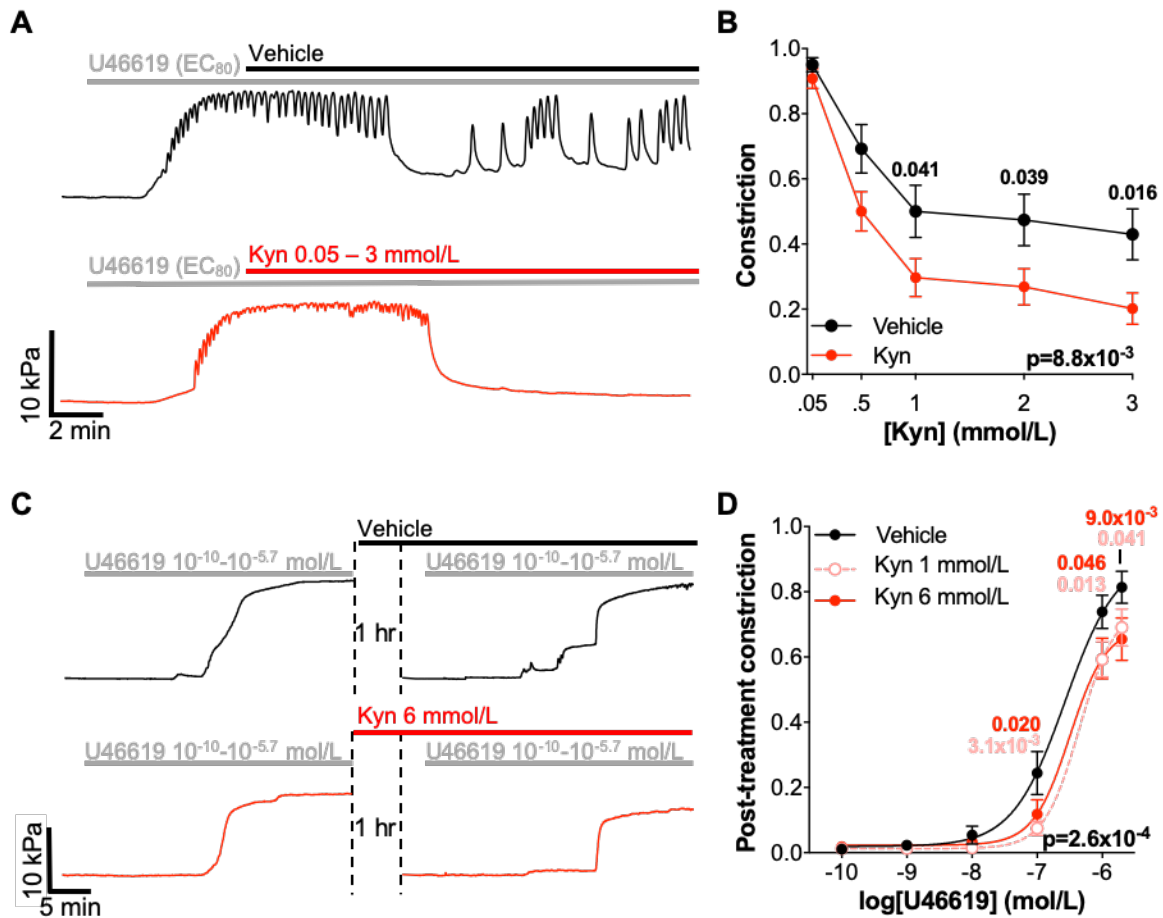 A
U46619 (EC80)
Vehicle
U46619 (EC80)
Kyn 0.05 – 3 mmol/L
10 kPa
2 min
B
Constriction
1.0
0.8
0.6
0.4
0.2
0.0
0.041
0.039
0.016
Vehicle
Kyn
p=8.8x10-3
.05
.5
1
2
3
[Kyn] (mmol/L)
C
Vehicle
U46619 10-10-10-5.7 mol/L
U46619 10-10-10-5.7 mol/L
1 hr
Kyn 6 mmol/L
U46619 10-10-10-5.7 mol/L
U46619 10-10-10-5.7 mol/L
1 hr
10 kPa
5 min
D
Post-treatment constriction
1.0
0.8
0.6
0.4
0.2
0.0
Vehicle
Kyn 1 mmol/L
Kyn 6 mmol/L
9.0x10-3
0.041
0.046
0.013
0.020
3.1x10-3
p=2.6x10-4
-10
-9
-8
-7
-6
log[U46619] (mol/L)